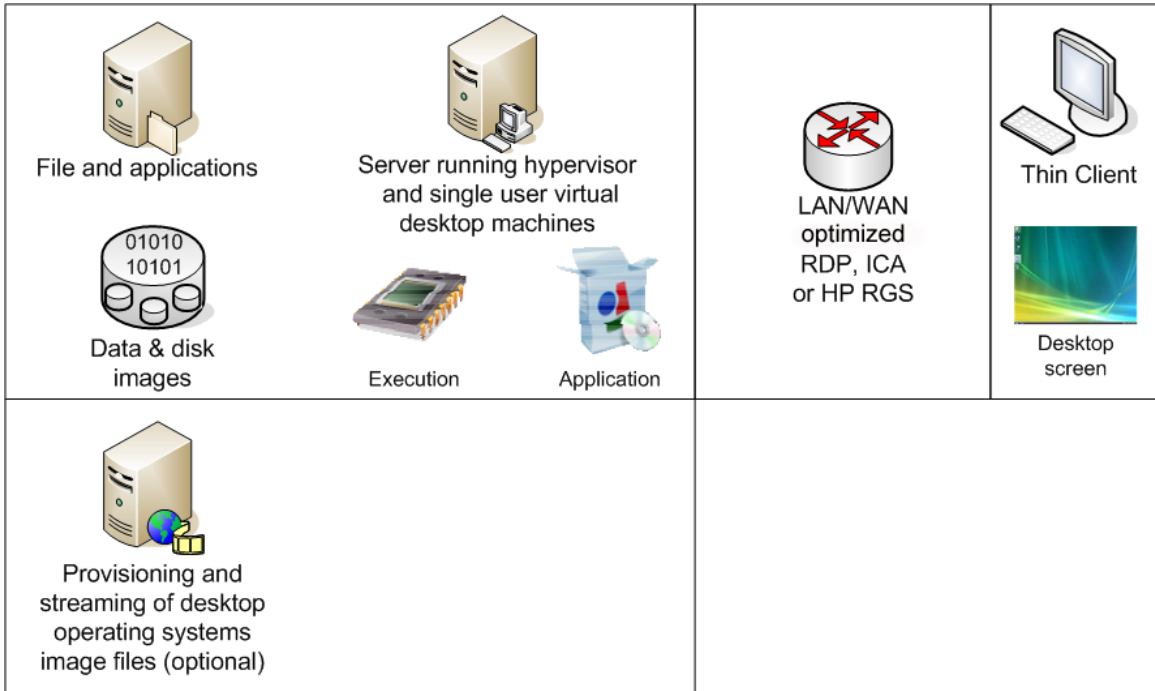 File and applications
Server running hypervisor
and single user virtual
desktop machines
01010
10101
Data & disk
images
Execution
Application
LAN/WAN
optimized
RDP, ICA
or HP RGS
Thin Client
Desktop
screen
Provisioning and
streaming of desktop
operating systems
image files (optional)